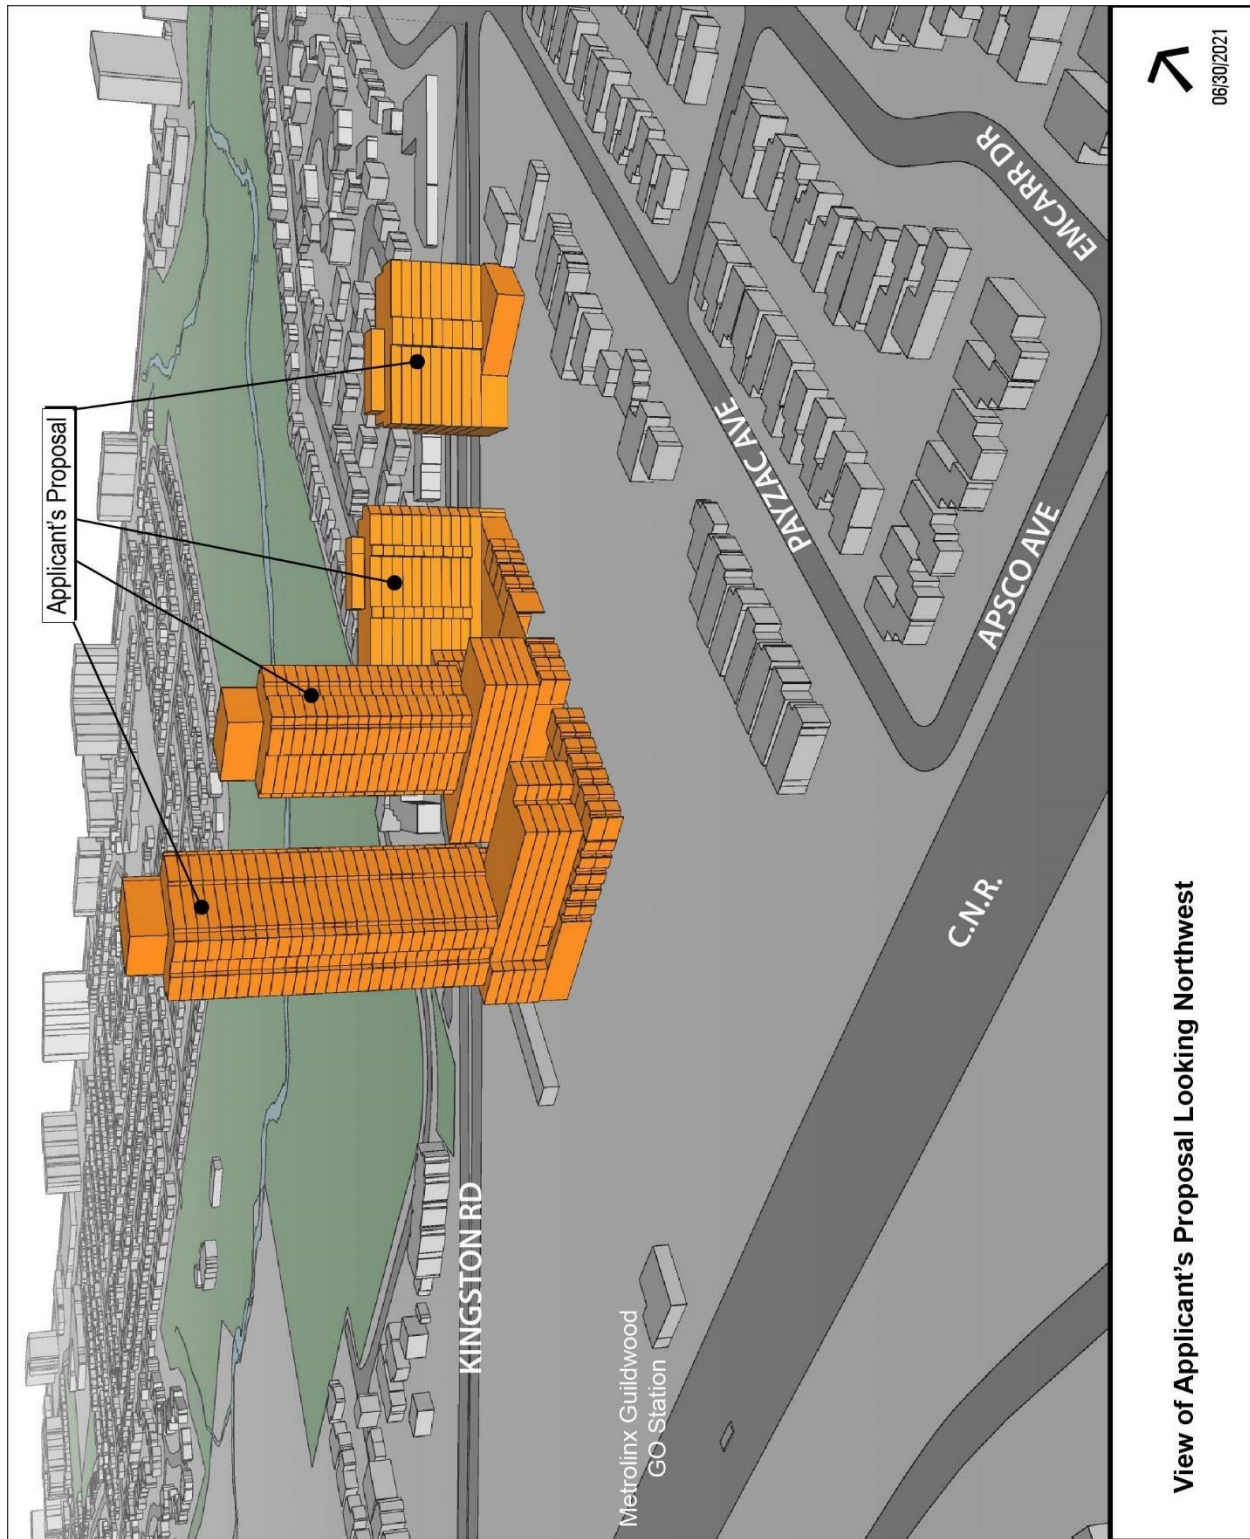 Applicant's Proposal
KINGSTON RD
Metrolinx Guildwood
GO Station
PAYZAC AVE
EMCARR DR
APSCO AVE
C.N.R.
View of Applicant's Proposal Looking Northwest
06/30/2021